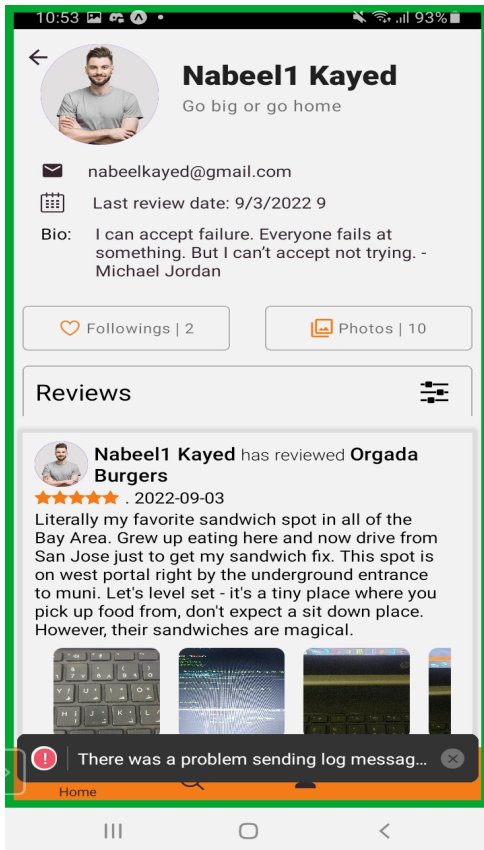 10:53
93%
Nabeel1 Kayed
Go big or go home
nabeelkayed@gmail.com
Last review date: 9/3/2022 9
Bio: I can accept failure. Everyone fails at
something. But I can't accept not trying. -
Michael Jordan
Followings | 2
Photos | 10
Reviews
Nabeel1 Kayed has reviewed Orgada
Burgers
. 2022-09-03
Literally my favorite sandwich spot in all of the
Bay Area. Grew up eating here and now drive from
San Jose just to get my sandwich fix. This spot is
on west portal right by the underground entrance
to muni. Let's level set - it's a tiny place where you
pick up food from, don't expect a sit down place.
However, their sandwiches are magical.
There was a problem sending log messag...
Home